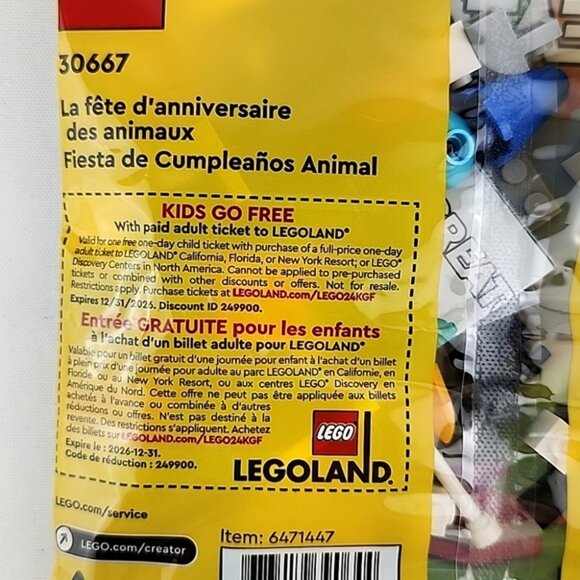 30667
La fête d'anniversaire
des animaux
Fiesta de Cumpleaños Animal
KIDS GO FREE
With paid adult ticket to LEGOLAND®
Valid for one free one-day child ticket with purchase of a full-price one-day
adult ticket to LEGOLAND® California, Florida, or New York Resort; or LEGO®
Discovery Centers in North America. Cannot be applied to pre-purchased
tickets or combined with other discounts or offers. Not for resale.
Restrictions apply. Purchase tickets at LEGOLAND.com/LEGO24KGF
Expires 12/31/2026. Discount ID 249900.
Entrée GRATUITE pour les enfants
à l'achat d'un billet adulte pour LEGOLAND®
Valable pour un billet gratuit d'une journée pour enfant à l'achat d'un billet
à plein prix d'une journée pour adulte au parc LEGOLAND® en Californie, en
Floride ou au New York Resort, ou aux centres LEGO® Discovery en
Amérique du Nord. Cette offre ne peut pas être appliquée aux billets
achetés à l'avance ou combinée à d'autres
réductions ou offres. N'est pas destiné à la
revente. Des restrictions s'appliquent. Achetez
des billets sur LEGOLAND.com/LEGO24KGF
Expire le : 2026-12-31.
Code de réduction : 249900.
LEGO
LEGOLAND®
LEGO.com/service
LEGO.com/creator
Item: 6471447